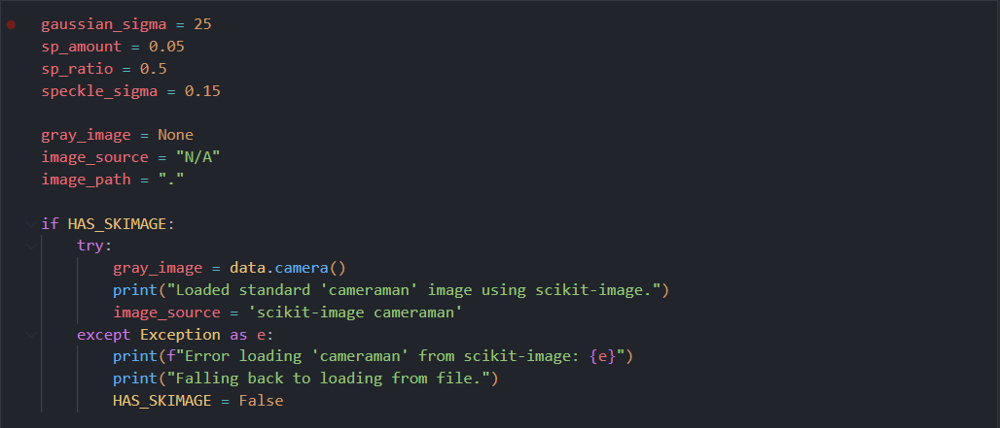 gaussian_sigma = 25
sp_amount = 0.05
sp_ratio = 0.5
speckle_sigma = 0.15

gray_image = None
image_source = "N/A"
image_path = "."

if HAS_SKIMAGE:
    try:
        gray_image = data.camera()
        print("Loaded standard 'cameraman' image using scikit-image.")
        image_source = 'scikit-image cameraman'
    except Exception as e:
        print(f"Error loading 'cameraman' from scikit-image: {e}")
        print("Falling back to loading from file.")
        HAS_SKIMAGE = False